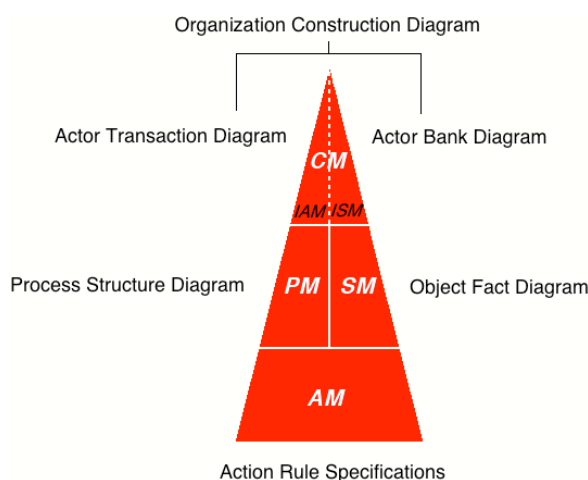 Organization Construction Diagram
Actor Transaction Diagram
Actor Bank Diagram
CM
IAM
ISM
Process Structure Diagram
PM
SM
Object Fact Diagram
AM
Action Rule Specifications